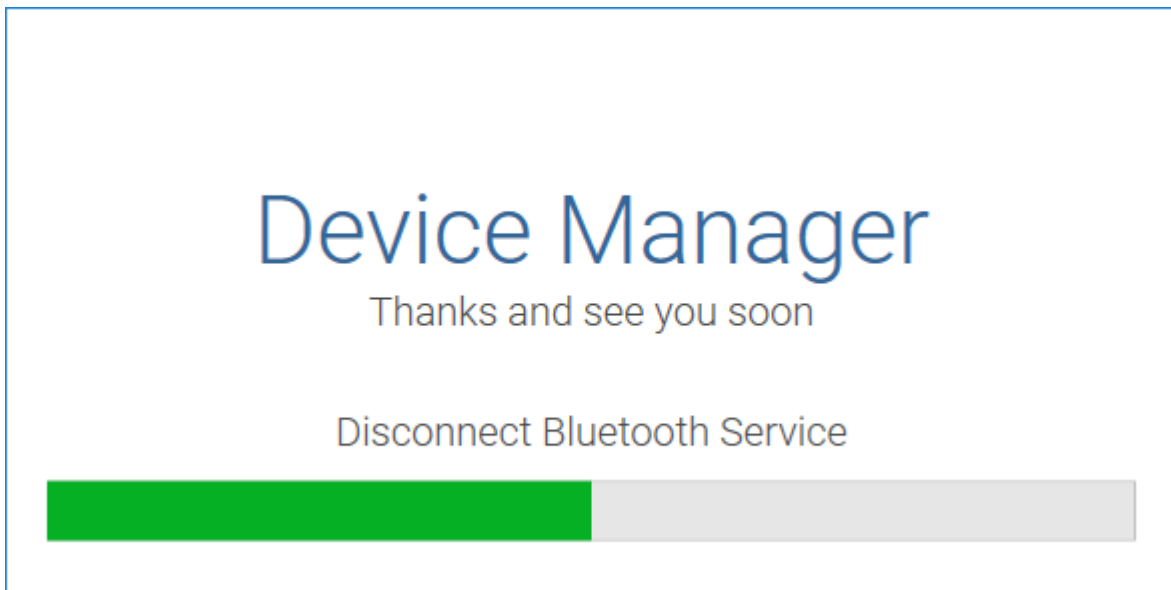 Device Manager
Thanks and see you soon
Disconnect Bluetooth Service